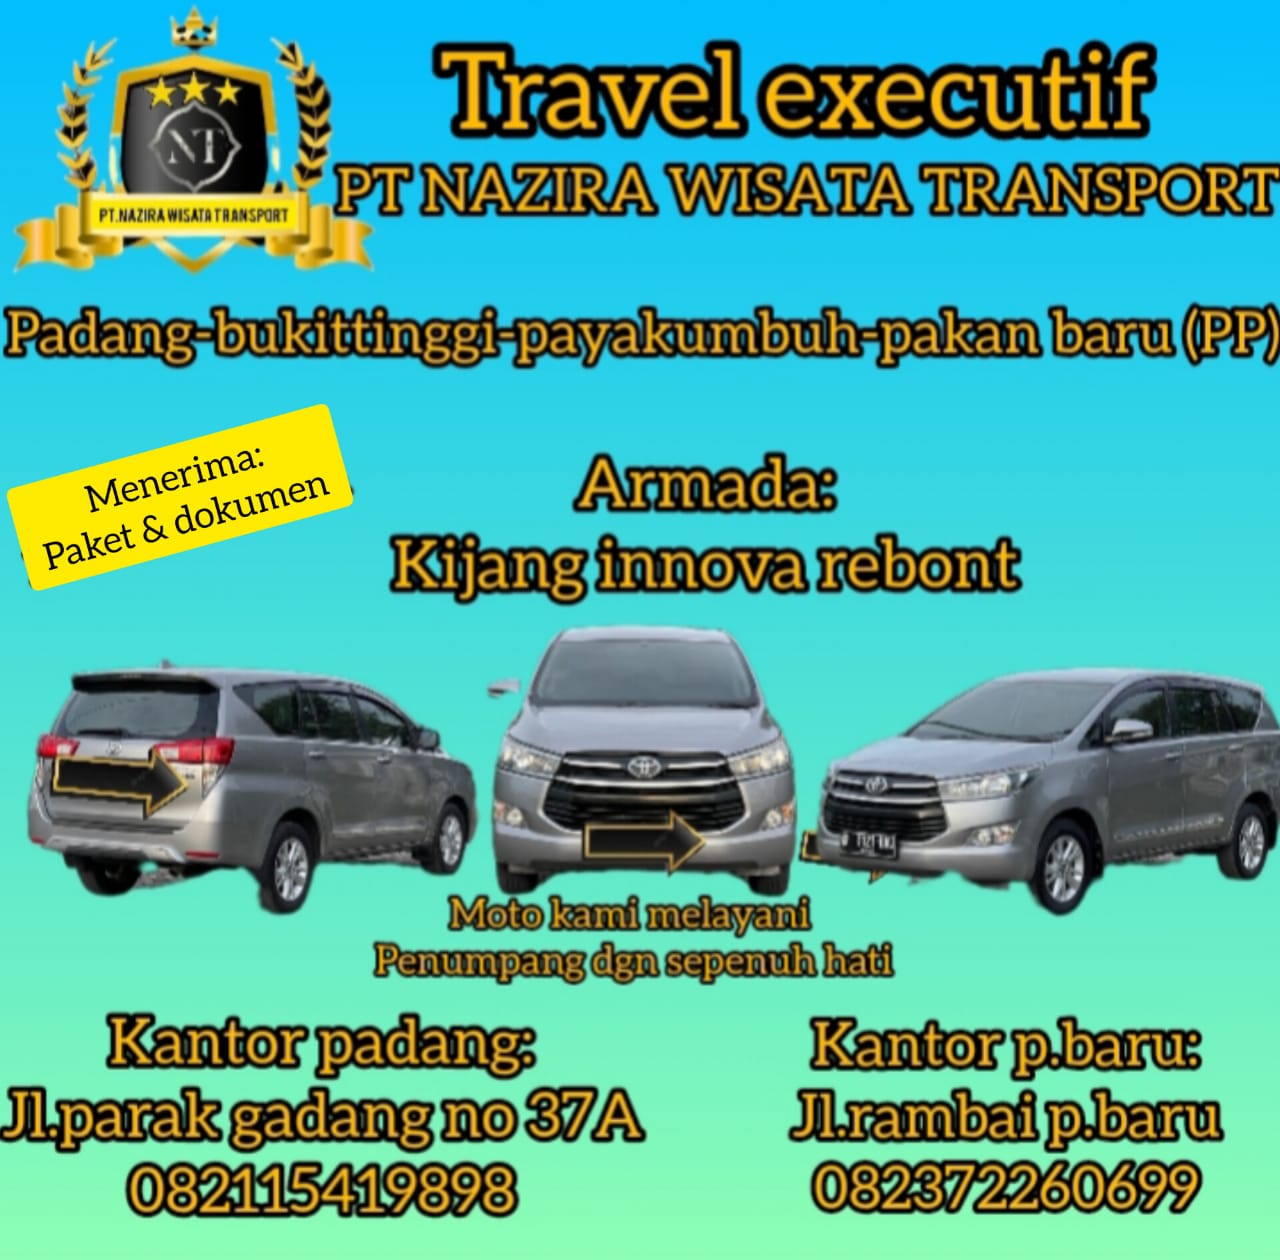 NT
PT.NAZIRA WISATA TRANSPORT
Travel executif
PT NAZIRA WISATA TRANSPORT
Padang-bukittinggi-payakumbuh-pakan baru (PP)
Menerima:
Paket & dokumen
Armada:
Kijang innova rebont
Moto kami melayani
Penumpang dgn sepenuh hati
Kantor padang:
Jl.parak gadang no 37A
082115419898
Kantor p.baru:
Jl.rambai p.baru
082372260699